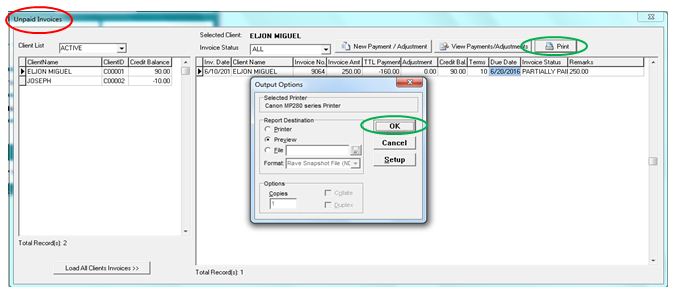 Unpaid Invoices
Selected Client: ELJON MIGUEL
Client List ACTIVE
Invoice Status ALL New Payment / Adjustment View Payments/Adjustments Print
ClientName ClientID Credit Balance
ELJON MIGUEL C00001 90.00
JOSEPH C00002 -10.00
Inv. Date Client Name Invoice No. Invoice Amt TTL Payment Adjustment Credit Bal. Terms Due Date Invoice Status Remarks
6/10/201 ELJON MIGUEL 9064 250.00 -160.00 0.00 90.00 10 6/20/2016 PARTIALLY PAI 250.00
Output Options
Selected Printer
Canon MP280 series Printer
Report Destination
Printer
Preview
File
Format: Rave Snapshot File (ND
OK
Cancel
Setup
Options
Copies
1
Collate
Duplex
Total Record(s): 2
Load All Clients Invoices >>
Total Record(s): 1